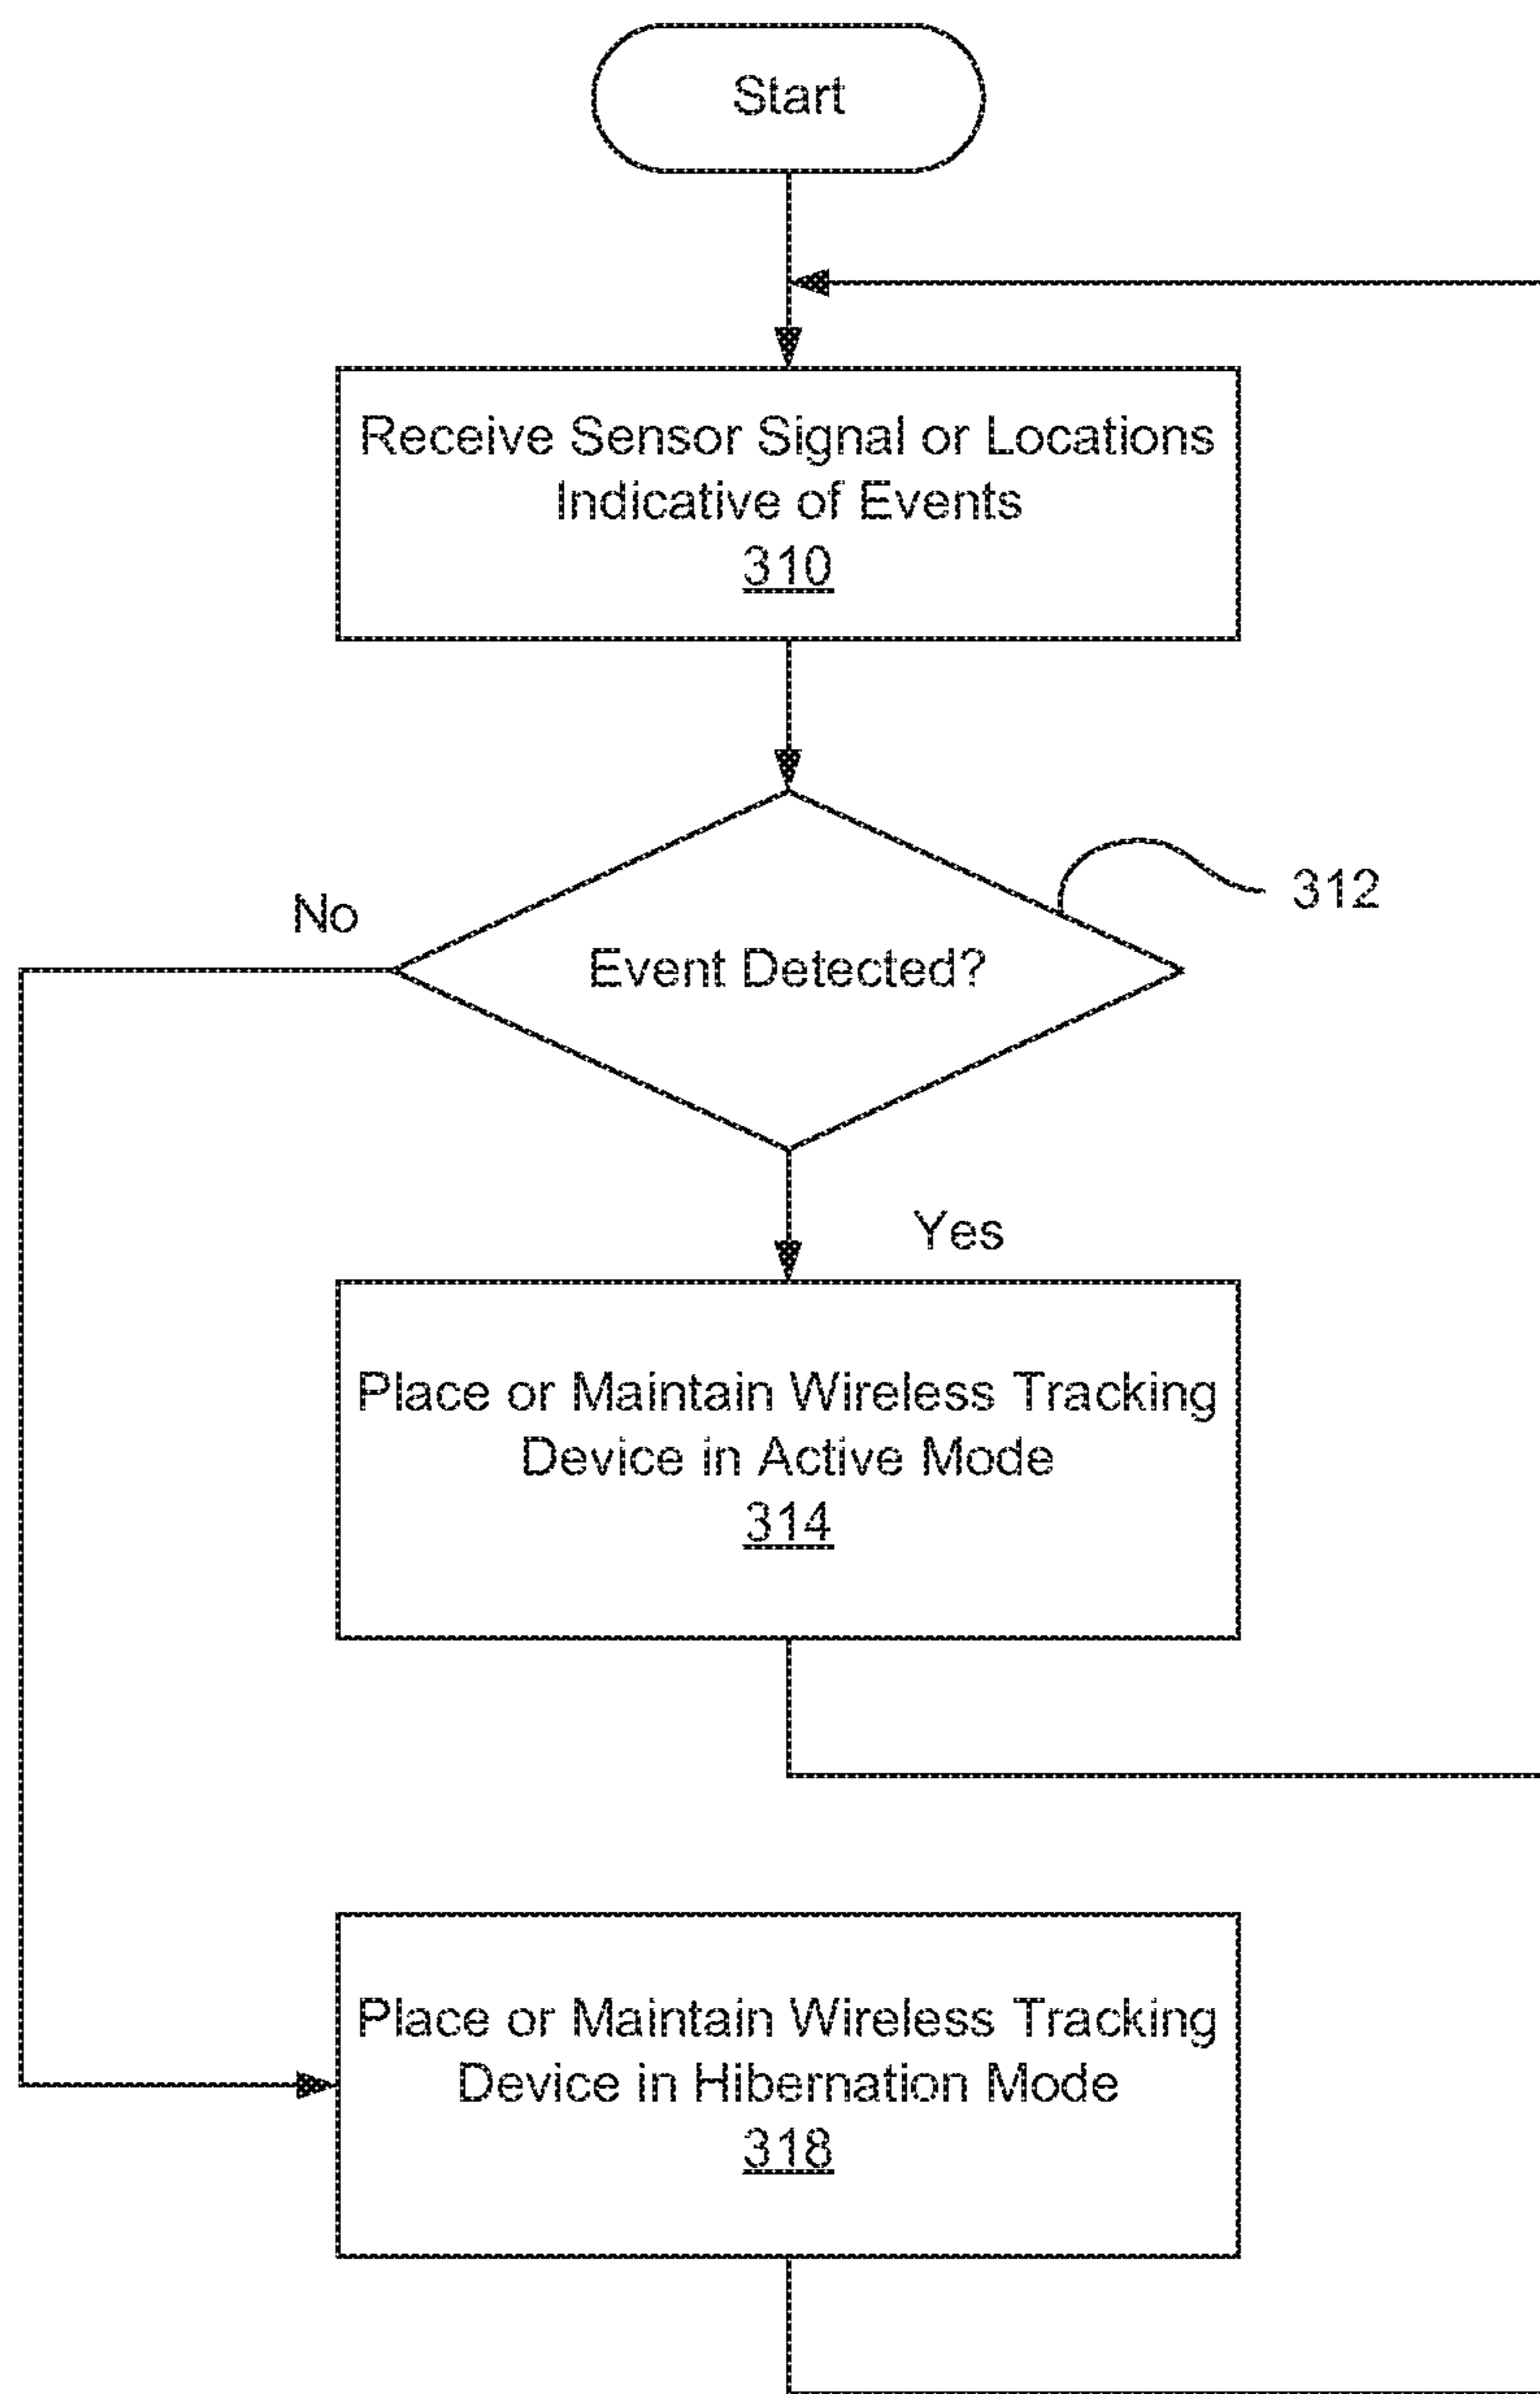 Start
Receive Sensor Signal or Locations
Indicative of Events
310
312
No
Event Detected?
Yes
Place or Maintain Wireless Tracking
Device in Active Mode
314
Place or Maintain Wireless Tracking
Device in Hibernation Mode
318